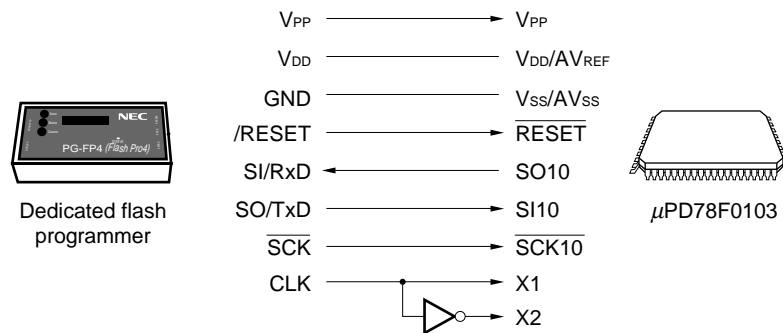 VPP VPP
VDD VDD/AVREF
GND VSS/AVSS
/RESET RESET
SI/RxD SO10
SO/TxD SI10
SCK SCK10
CLK X1
X2
NEC
PG-FP4 (Flash Pro4)
Dedicated flash
programmer
μPD78F0103